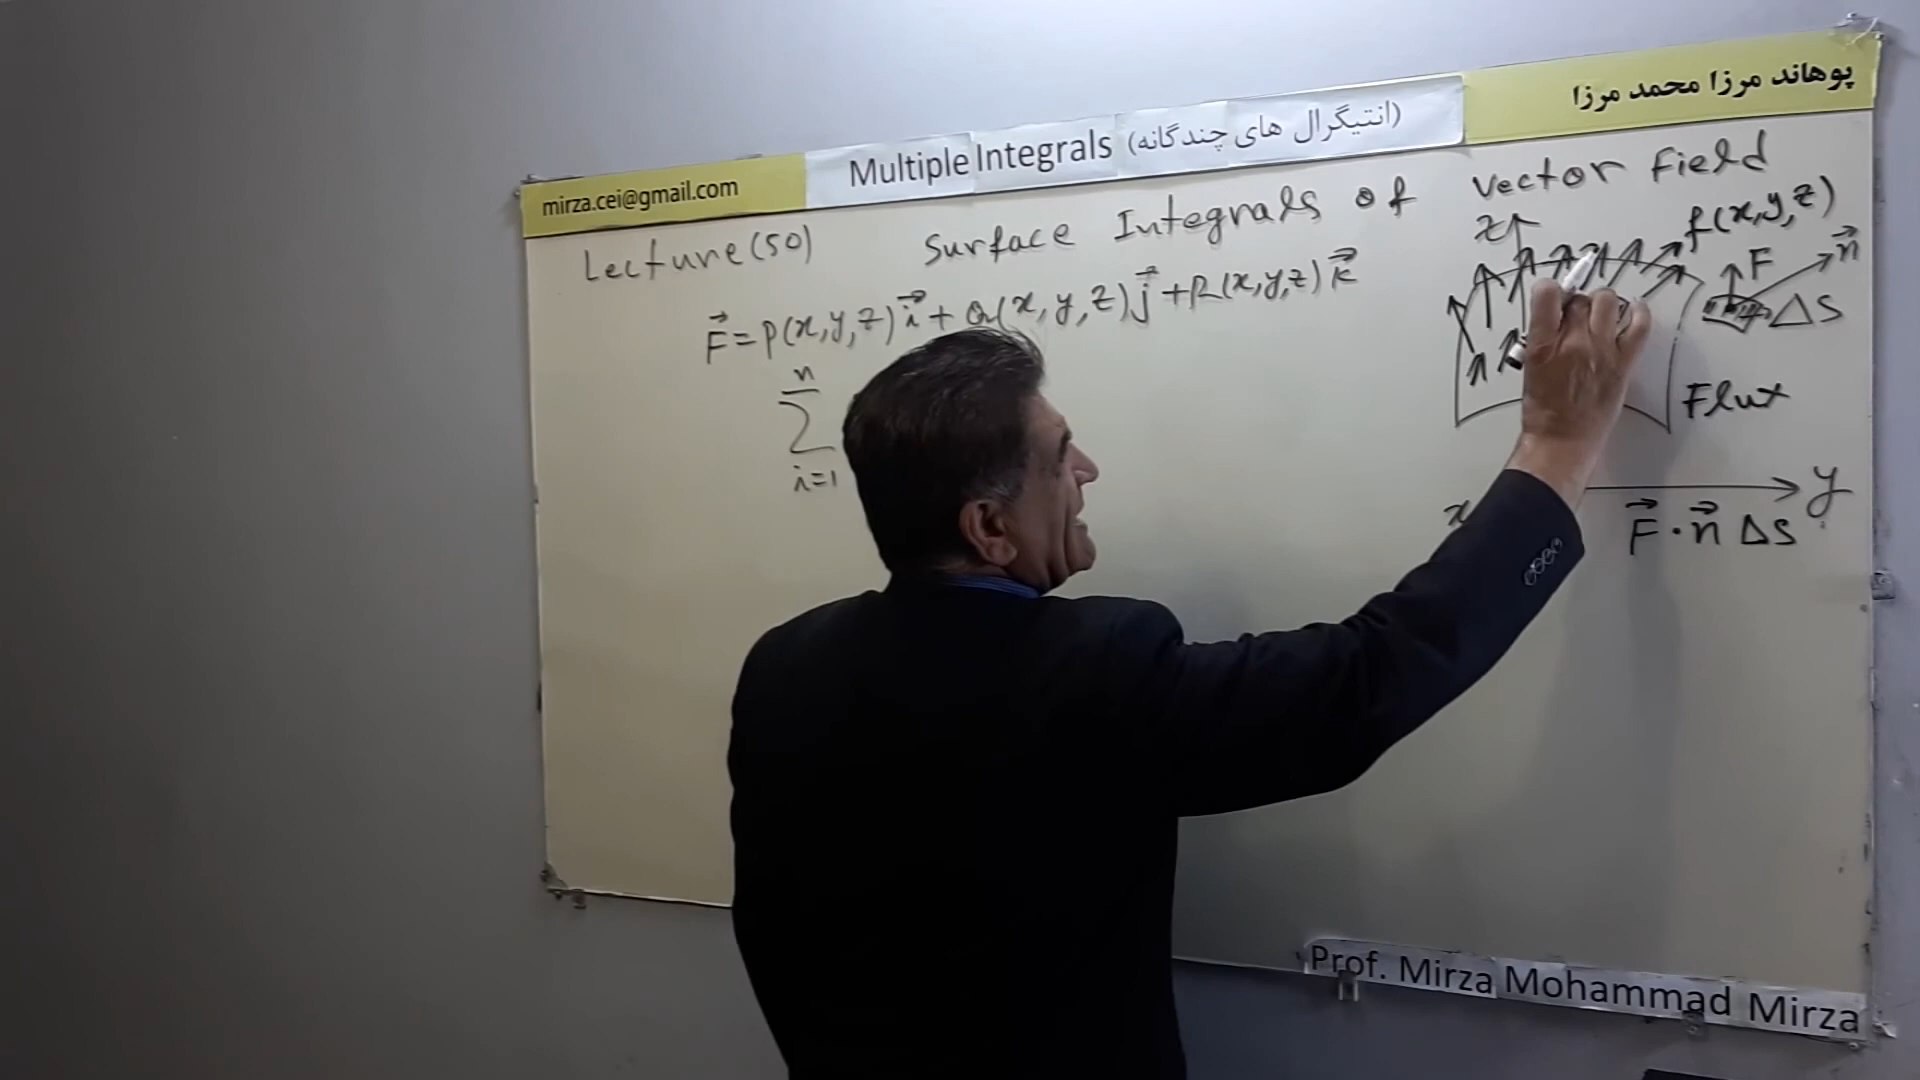 پوهاند مرزا محمد مرزا
mirza.cei@gmail.com
Multiple Integrals (انتیگرال های چندگانه)
Lecture (50) Surface Integrals of Vector Field
F⃗ = P(x,y,z) i⃗ + Q(x,y,z) j⃗ + R(x,y,z) k⃗
z
f(x,y,z)
F
n⃗
ΔS
n
∑
i=1
Flux
x
y
F⃗ · n⃗ ΔS
Prof. Mirza Mohammad Mirza